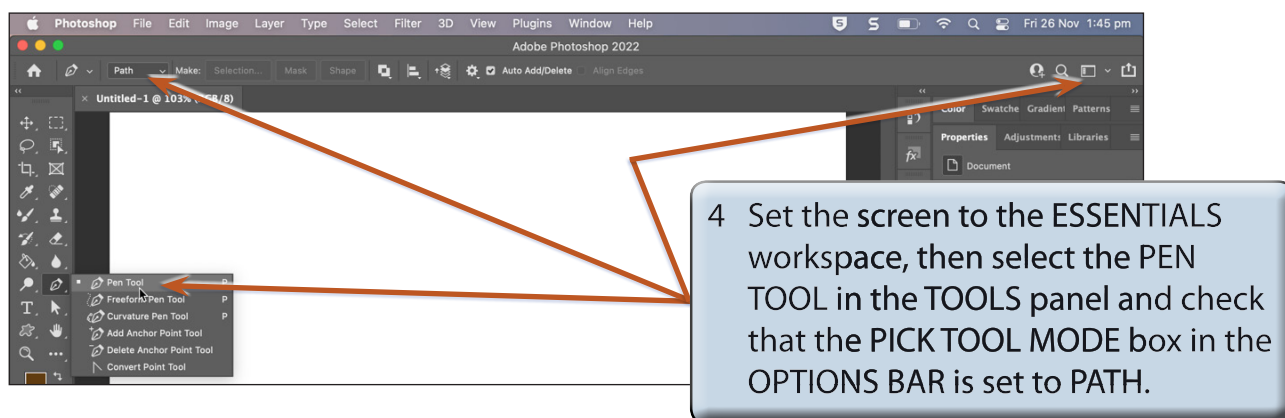 Photoshop File Edit Image Layer Type Select Filter 3D View Plugins Window Help Fri 26 Nov 1:45 pm
Adobe Photoshop 2022
Path Make: Selection... Mask Shape Auto Add/Delete Align Edges
× Untitled-1 @ 103%
Color Swatche Gradient Patterns
Properties Adjustments Libraries
fx
Document
4 Set the screen to the ESSENTIALS
workspace, then select the PEN
TOOL in the TOOLS panel and check
that the PICK TOOL MODE box in the
OPTIONS BAR is set to PATH.
Pen Tool P
Freeform Pen Tool P
Curvature Pen Tool P
Add Anchor Point Tool
Delete Anchor Point Tool
Convert Point Tool